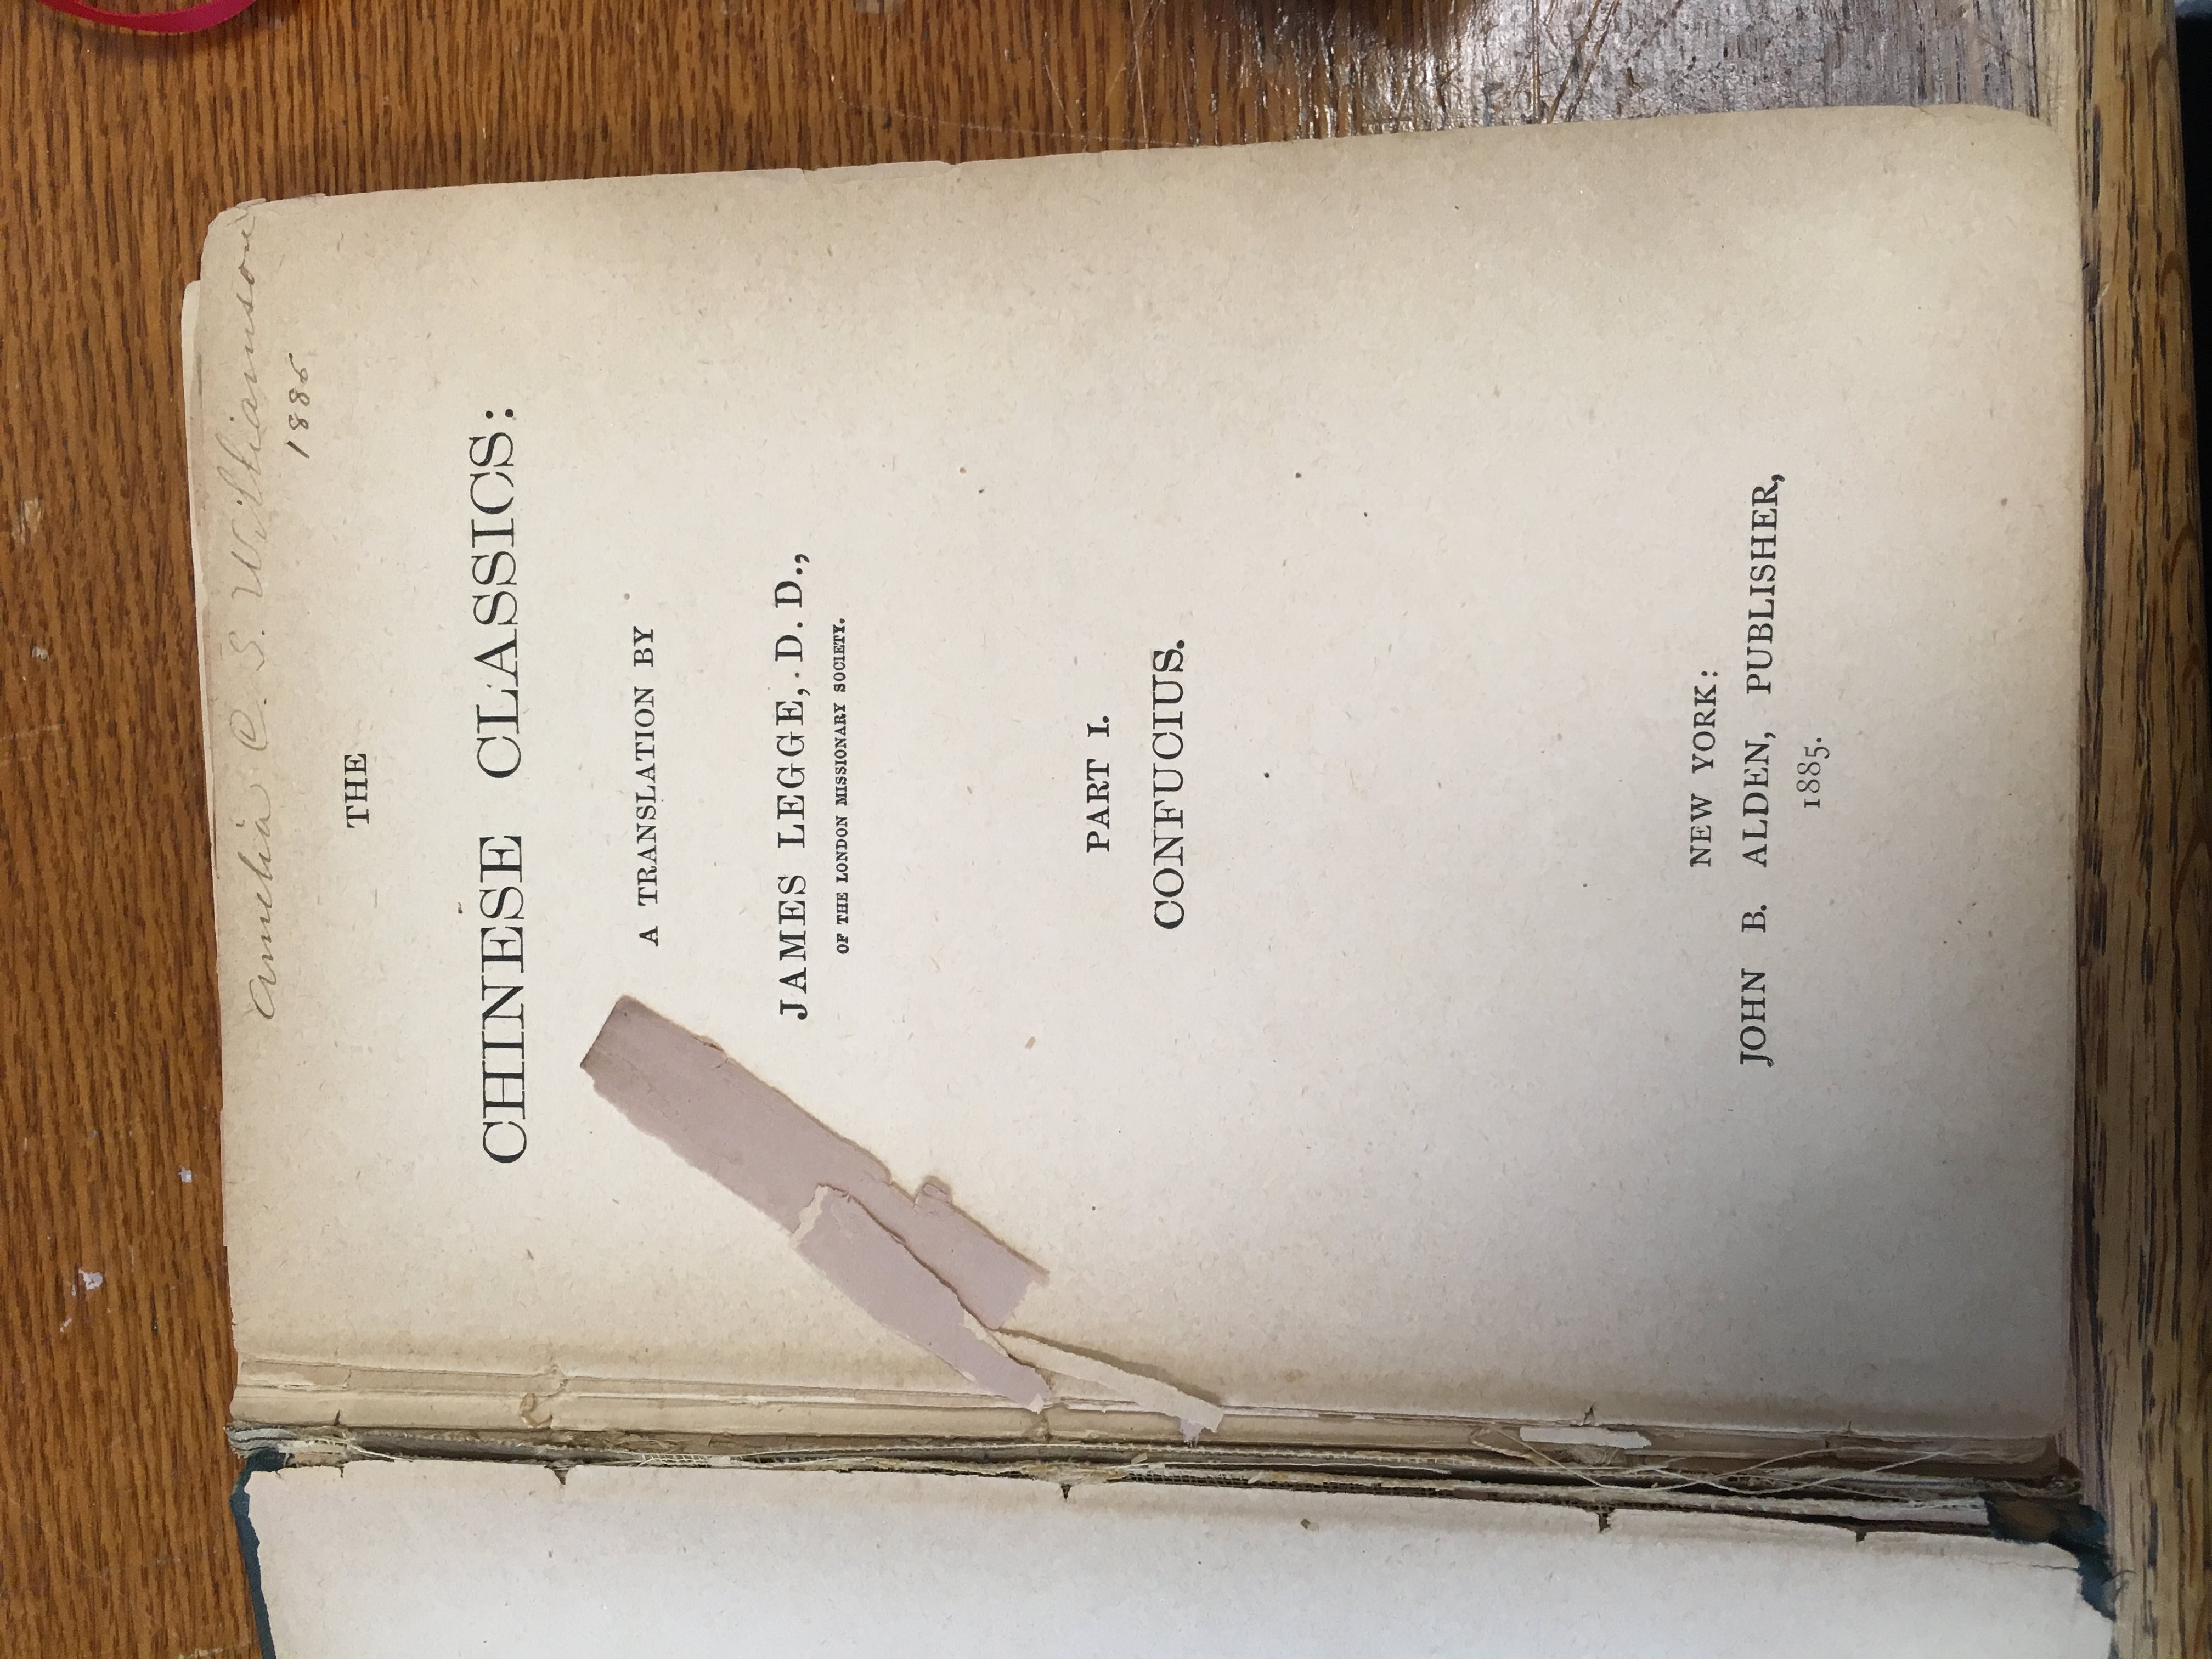 Amelia C. S. Williamson
1886
THE
CHINESE CLASSICS:
A TRANSLATION BY
JAMES LEGGE, D. D.,
OF THE LONDON MISSIONARY SOCIETY.
PART I.
CONFUCIUS.
NEW YORK:
JOHN B. ALDEN, PUBLISHER,
1885.